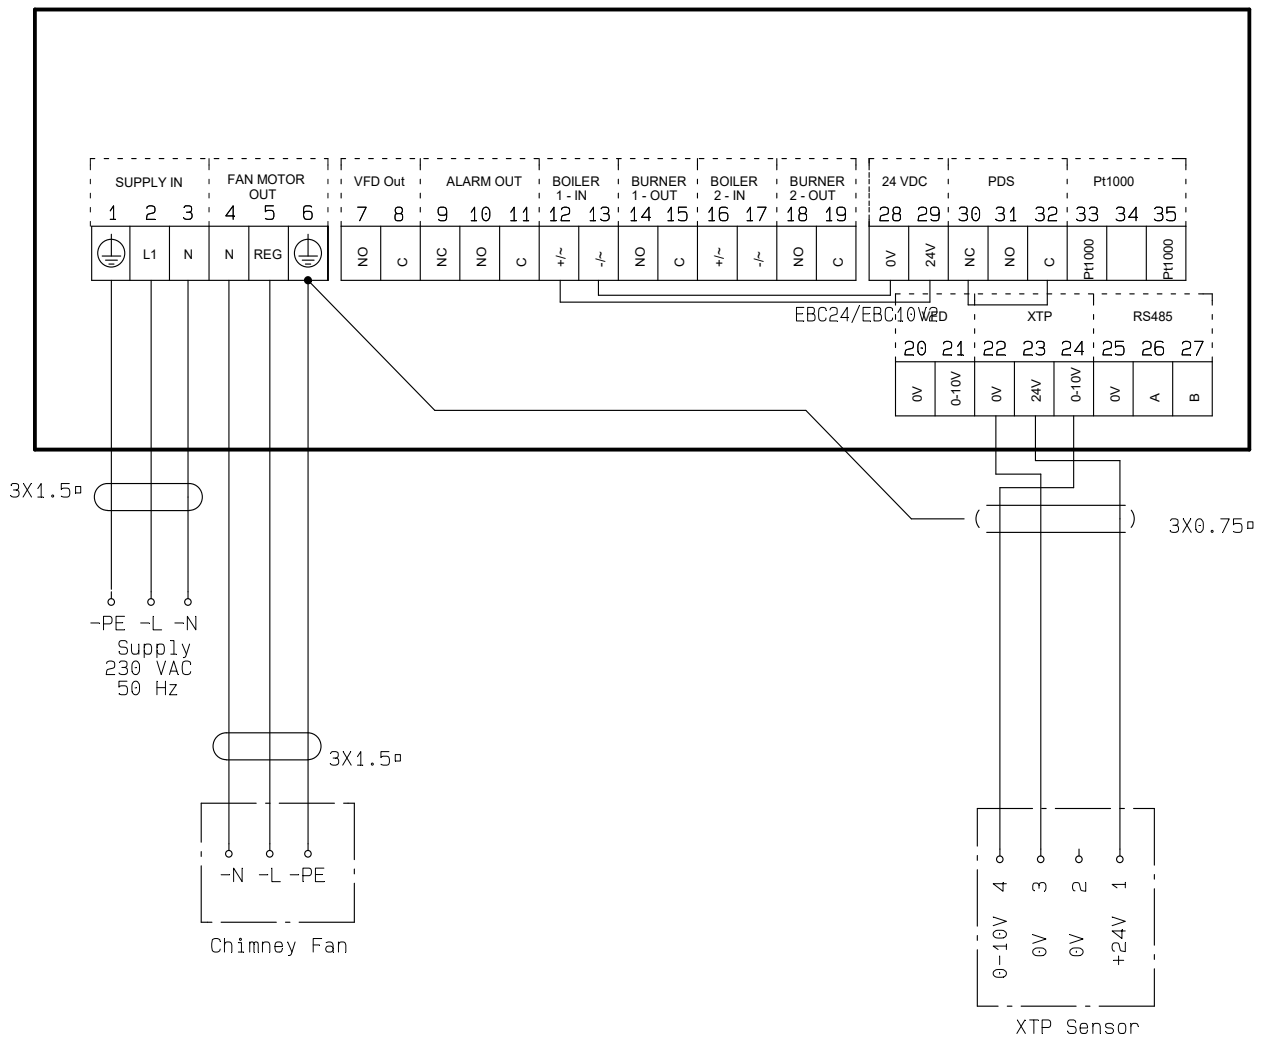 SUPPLY IN FAN MOTOR OUT VFD Out ALARM OUT BOILER 1 - IN BURNER 1 - OUT BOILER 2 - IN BURNER 2 - OUT 24 VDC PDS Pt1000
1 2 3 4 5 6 7 8 9 10 11 12 13 14 15 16 17 18 19 28 29 30 31 32 33 34 35
L1 N N REG NO C NC NO C +/~ -/~ NO C +/~ -/~ NO C 0V 24V NC NO C Pt1000 Pt1000
EBC24/EBC10V2
VFD XTP RS485
20 21 22 23 24 25 26 27
0V 0-10V 0V 24V 0-10V 0V A B
3X1.5▫
3X0.75▫
-PE -L -N
Supply
230 VAC
50 Hz
3X1.5▫
-N -L -PE
Chimney Fan
4 3 2 1
0-10V 0V 0V +24V
XTP Sensor